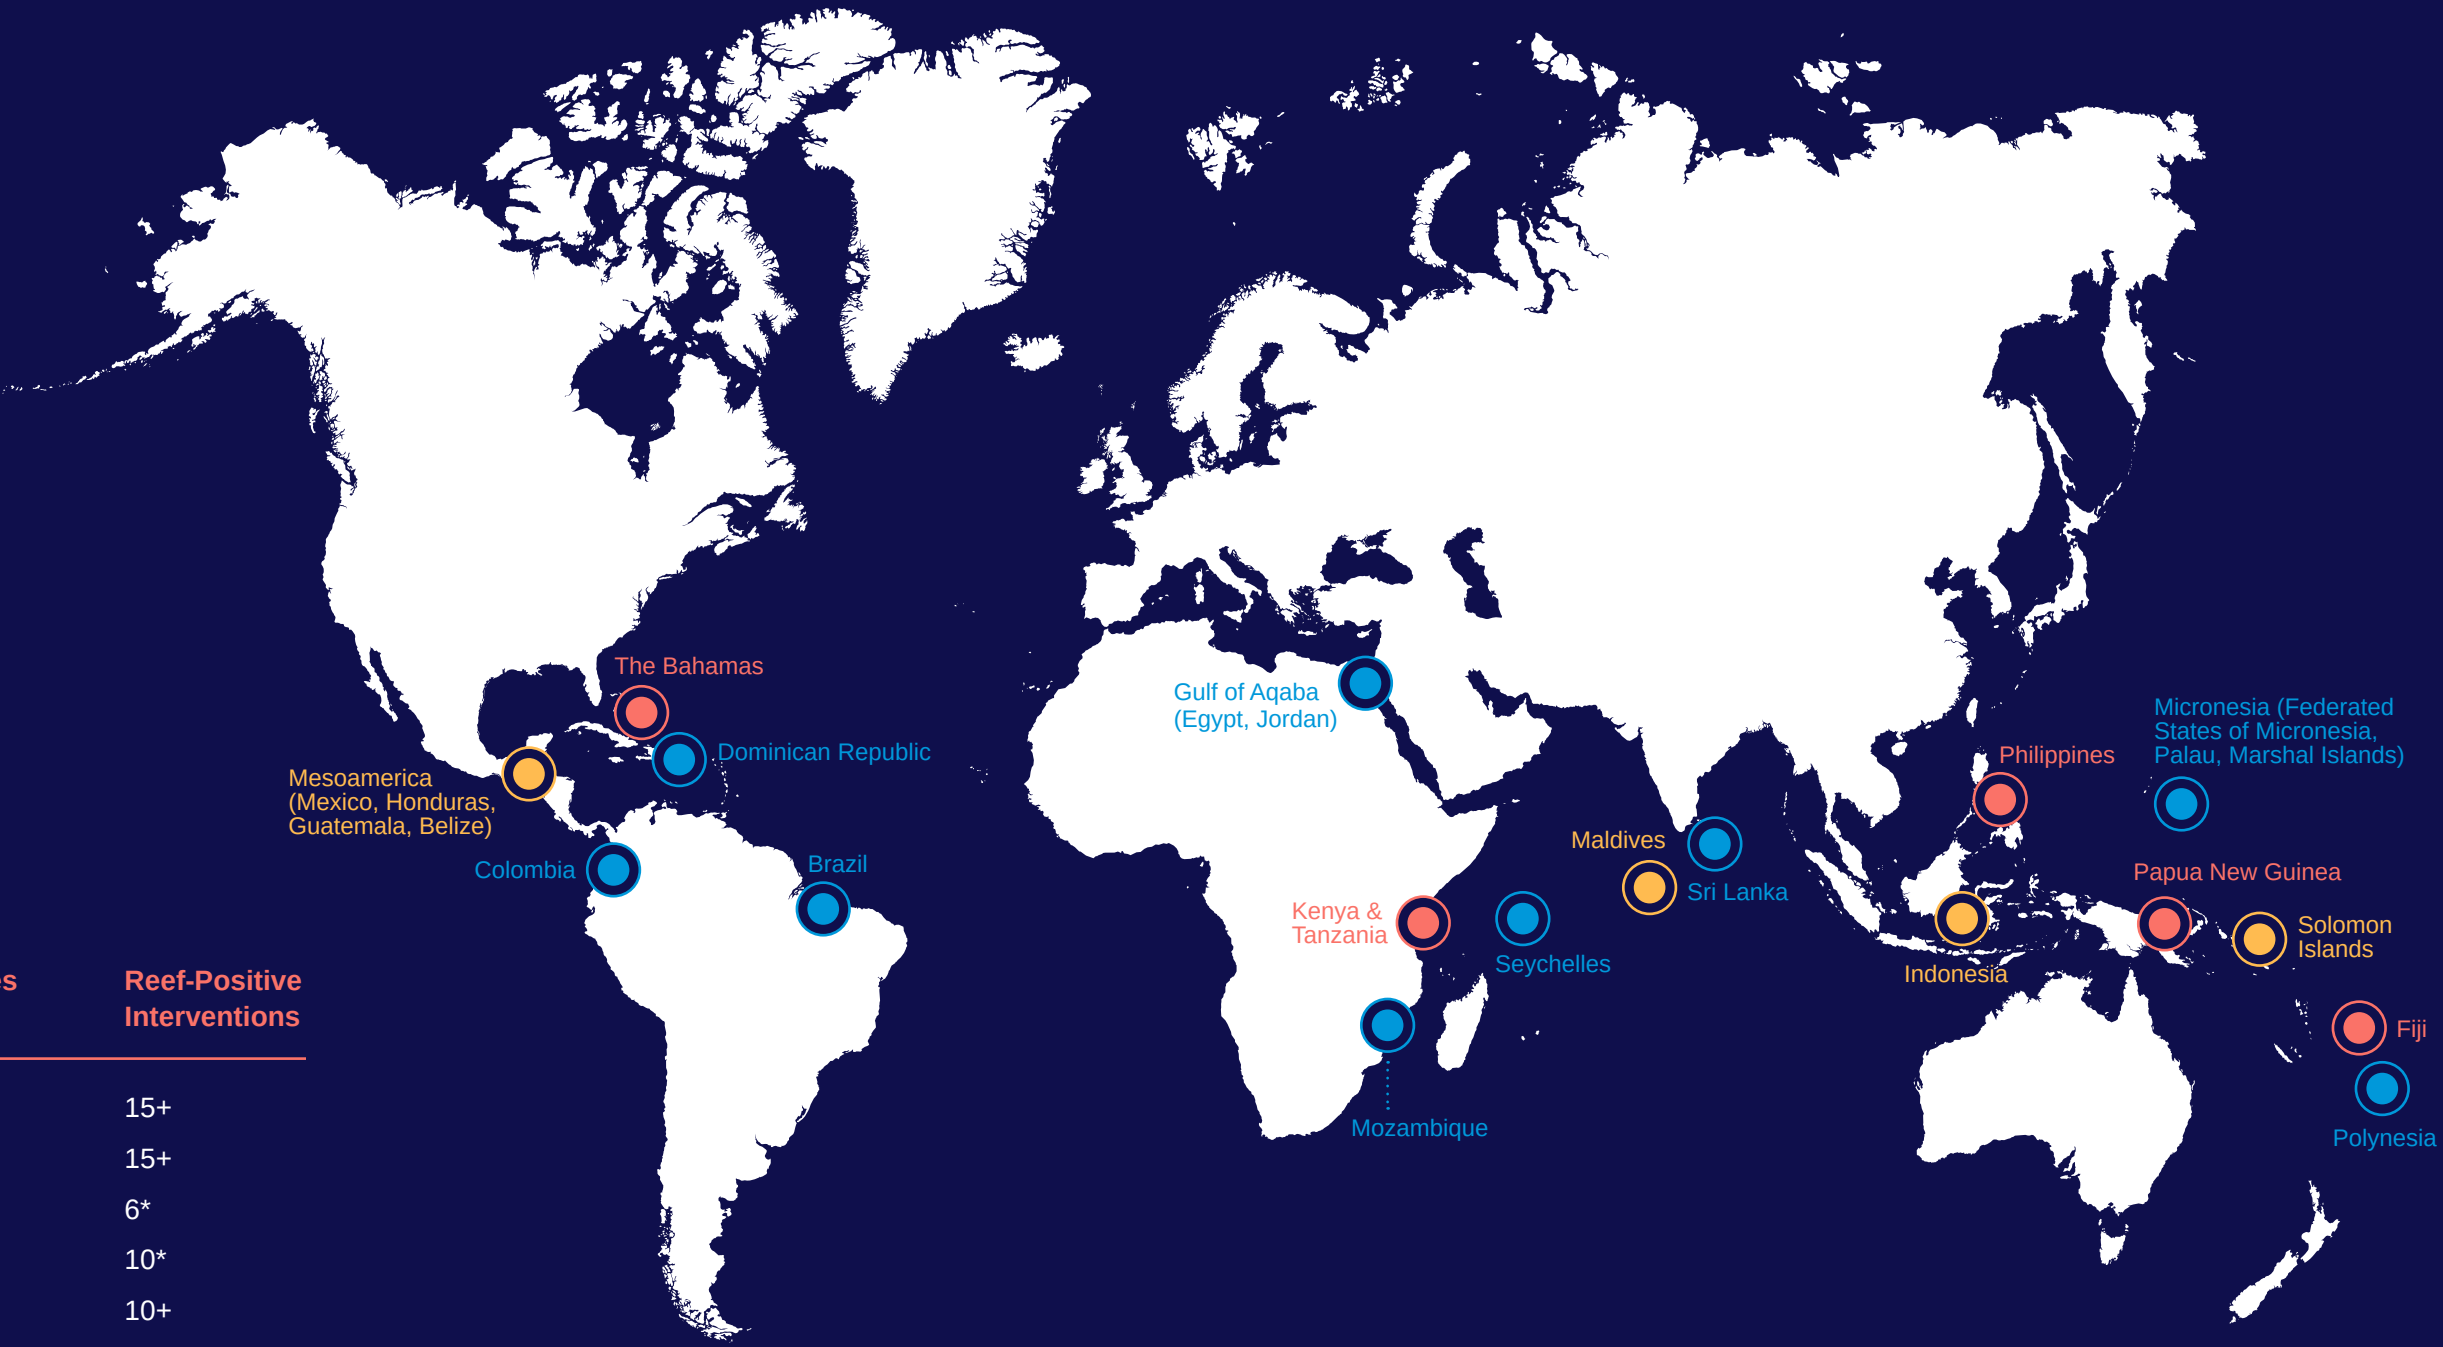 The Bahamas
Dominican Republic
Mesoamerica
(Mexico, Honduras,
Guatemala, Belize)
Colombia
Brazil
Gulf of Aqaba
(Egypt, Jordan)
Kenya &
Tanzania
Seychelles
Mozambique
Maldives
Sri Lanka
Philippines
Micronesia (Federated
States of Micronesia,
Palau, Marshal Islands)
Papua New Guinea
Solomon
Islands
Indonesia
Fiji
Polynesia
Reef-Positive
Interventions
15+
15+
6*
10*
10+